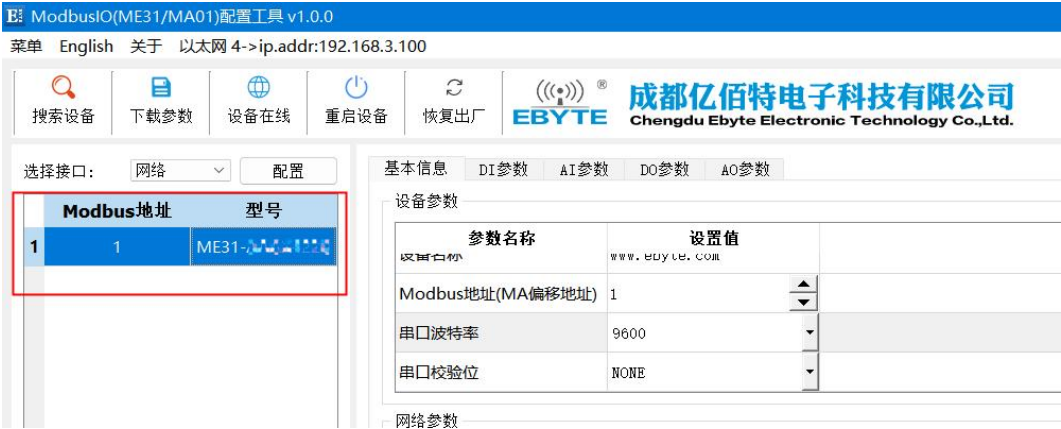 ModbusIO(ME31/MA01)配置工具 v1.0.0
菜单 English 关于 以太网 4->ip.addr:192.168.3.100
搜索设备 下载参数 设备在线 重启设备 恢复出厂
EBYTE ®
成都亿佰特电子科技有限公司
Chengdu Ebyte Electronic Technology Co.,Ltd.
选择接口: 网络 配置
Modbus地址 型号
1 1 ME31-
基本信息 DI参数 AI参数 DO参数 AO参数
设备参数
参数名称 设置值
设备名称 www.ebyte.com
Modbus地址(MA偏移地址) 1
串口波特率 9600
串口校验位 NONE
网络参数